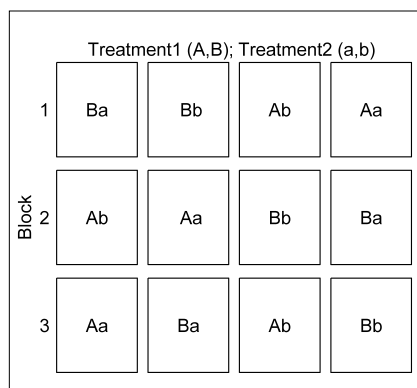 Treatment1 (A,B); Treatment2 (a,b)
1 Ba Bb Ab Aa
Block
2 Ab Aa Bb Ba
3 Aa Ba Ab Bb